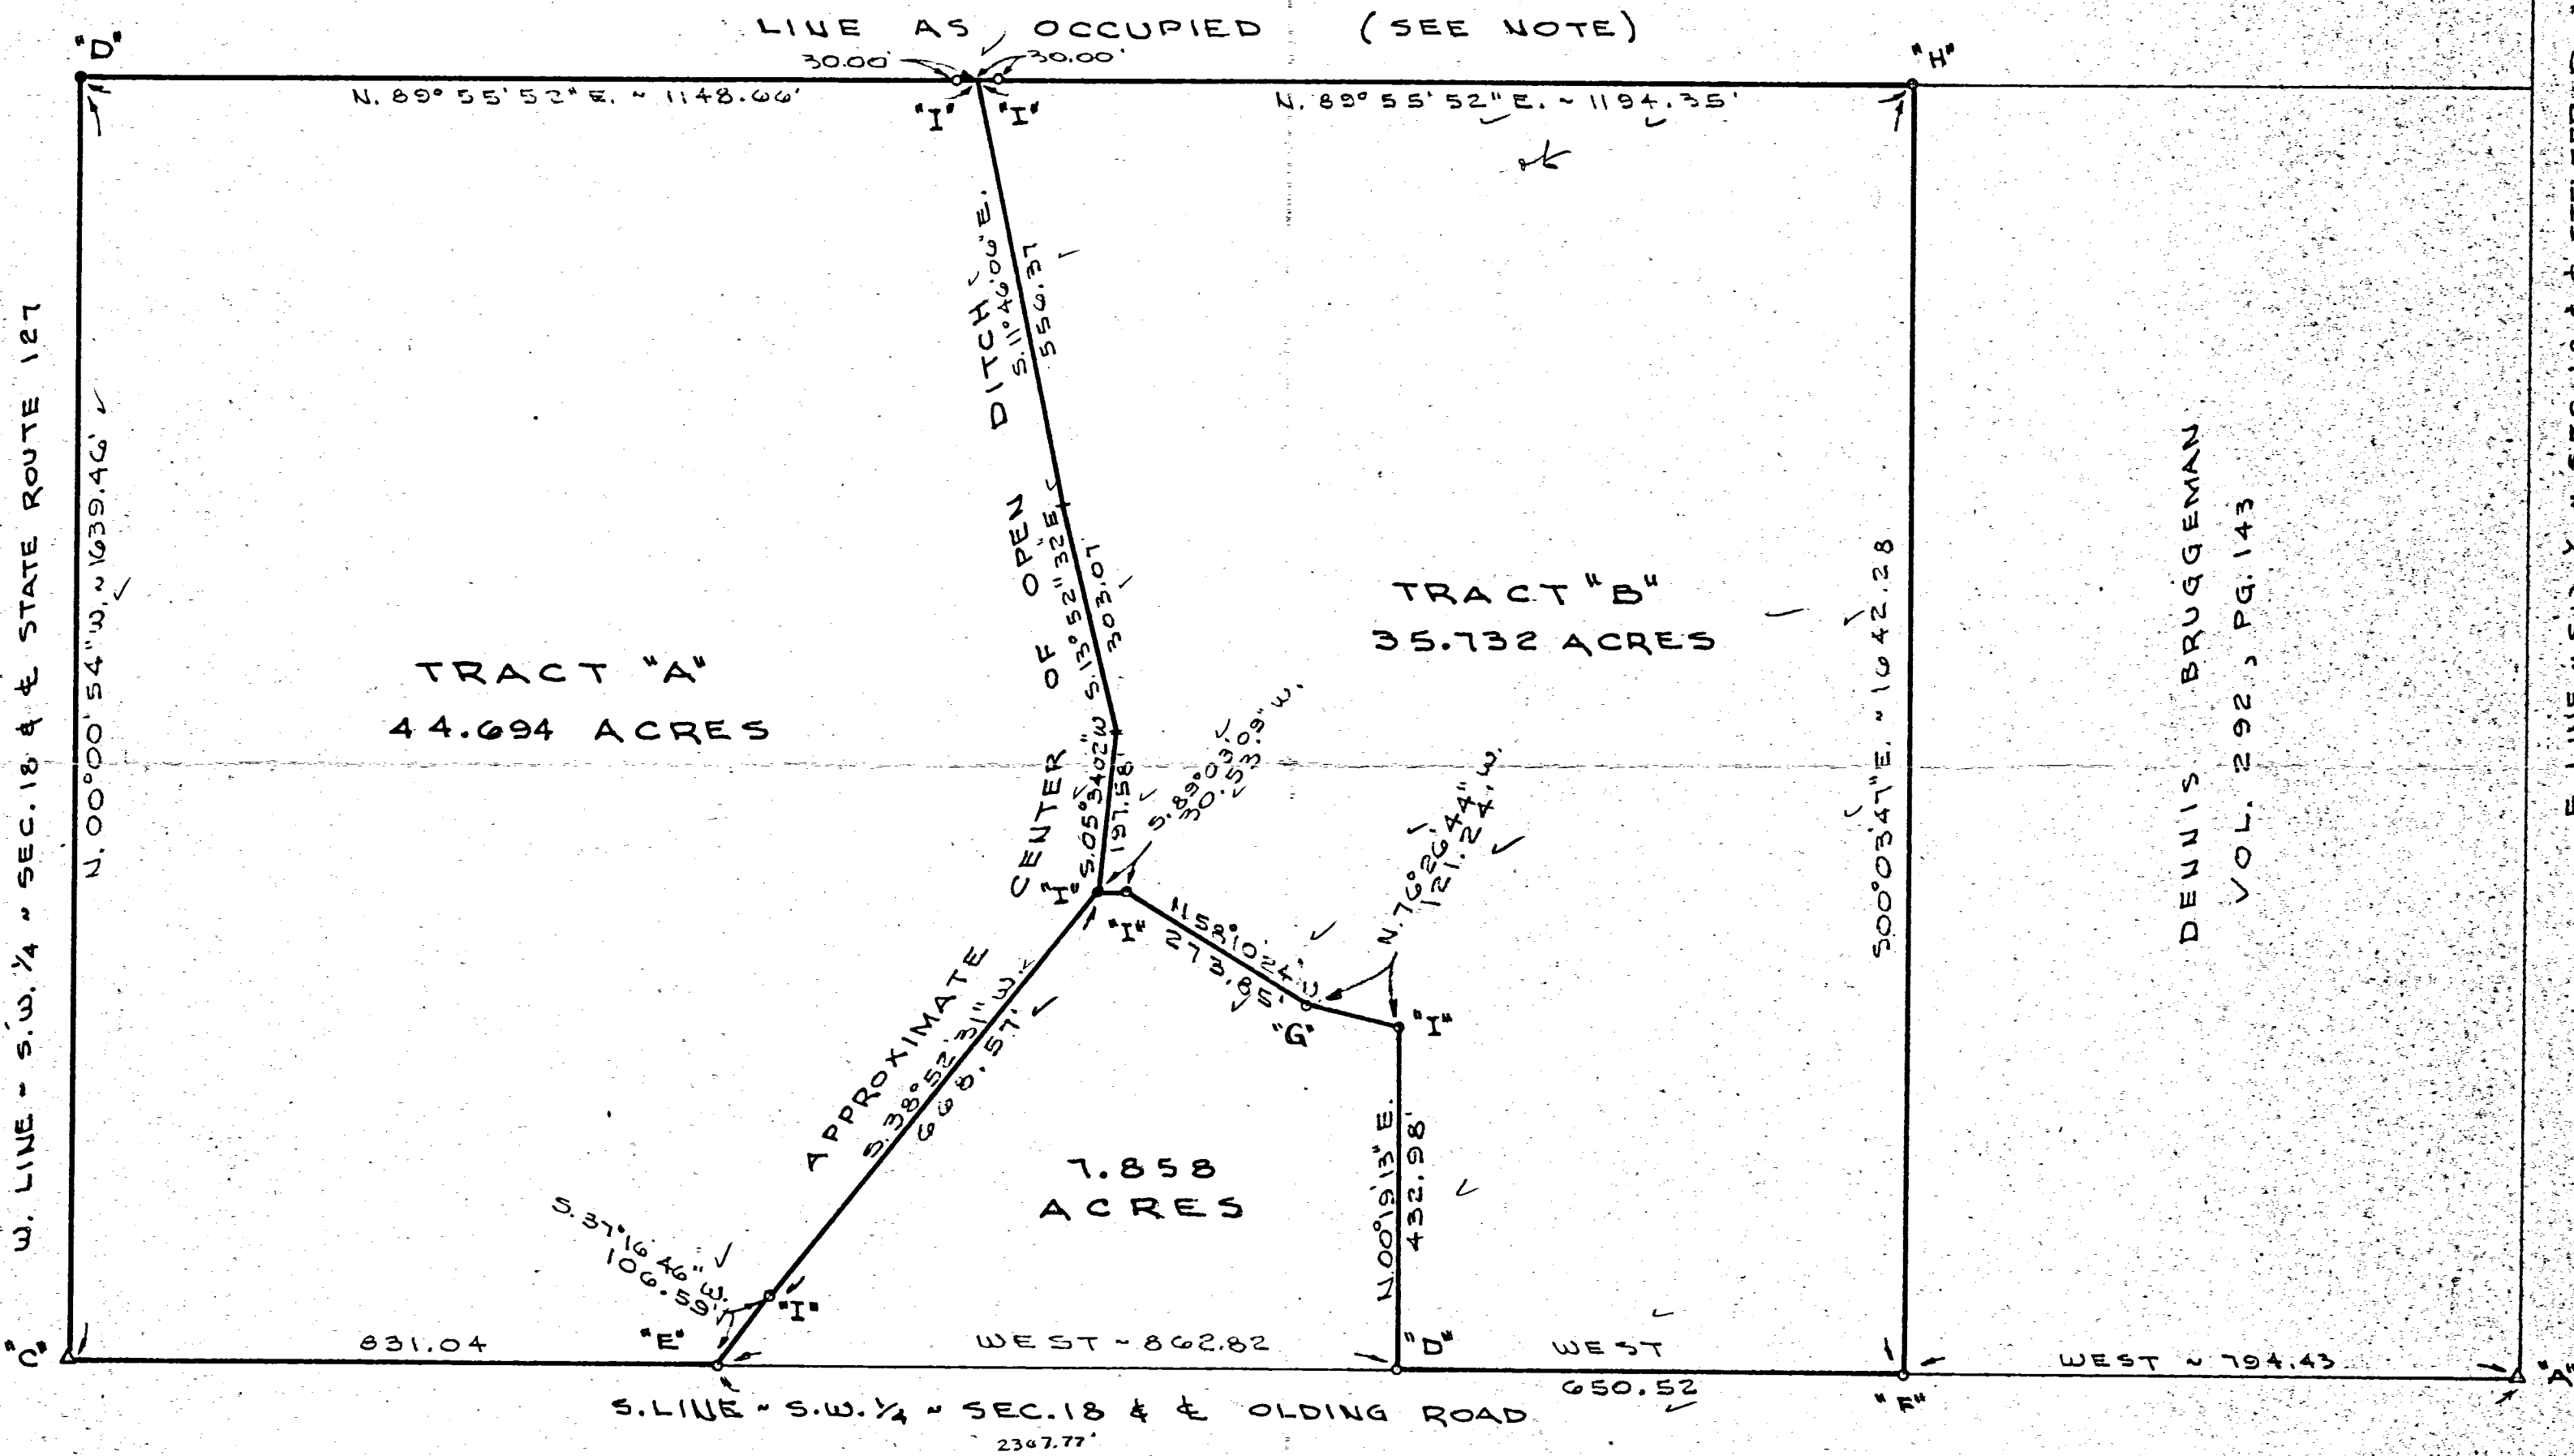 LINE AS OCCUPIED (SEE NOTE)
"D"
30.00'
30.00'
"H"
N. 89° 55' 52" E. ~ 1148.66'
"I"
"I"
N. 89° 55' 52" E. ~ 1194.35'
ok
W. LINE ~ S.W. 1/4 ~ SEC. 18 & ℄ STATE ROUTE 127
N. 00° 00' 54" W. ~ 1639.46'
APPROXIMATE CENTER OF OPEN DITCH
S. 11° 46' 06" E.
556.37
S. 13° 52" 32" E.
303.07
S. 05° 34' 02" W
197.58'
TRACT "A"
44.694 ACRES
TRACT "B"
35.732 ACRES
S 00° 03' 47" E. ~ 1642.28
DENNIS BRUGGEMAN
VOL. 292, PG. 143
S. 89° 03' 09" W.
30.53
"I"
"I"
N 58° 10' 24" W.
273.85'
N. 76° 26' 44" W.
121.24'
"G"
"I"
S. 38° 52' 31" W.
668.57'
7.858
ACRES
N. 00° 19' 13" E.
432.98'
S. 37° 16' 46" W.
106.59'
"I"
"C"
831.04
"E"
WEST ~ 862.82
"D"
WEST
650.52
"F"
WEST ~ 794.43
"A"
S. LINE ~ S.W. 1/4 ~ SEC. 18 & ℄ OLDING ROAD
2367.77'